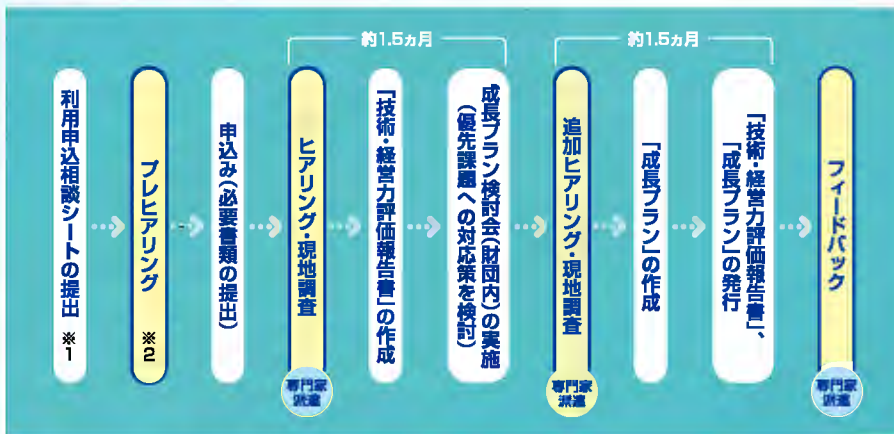 約1.5ヵ月
約1.5ヵ月
利用申込相談シートの提出 ※1
プレヒアリング ※2
申込み(必要書類の提出)
ヒアリング・現地調査
専門家
派遣
「技術・経営力評価報告書」の作成
成長プラン検討会(財団内)の実施
(優先課題への対応策を検討)
追加ヒアリング・現地調査
専門家
派遣
「成長プラン」の作成
「技術・経営力評価報告書」、
「成長プラン」の発行
フィードバック
専門家
派遣